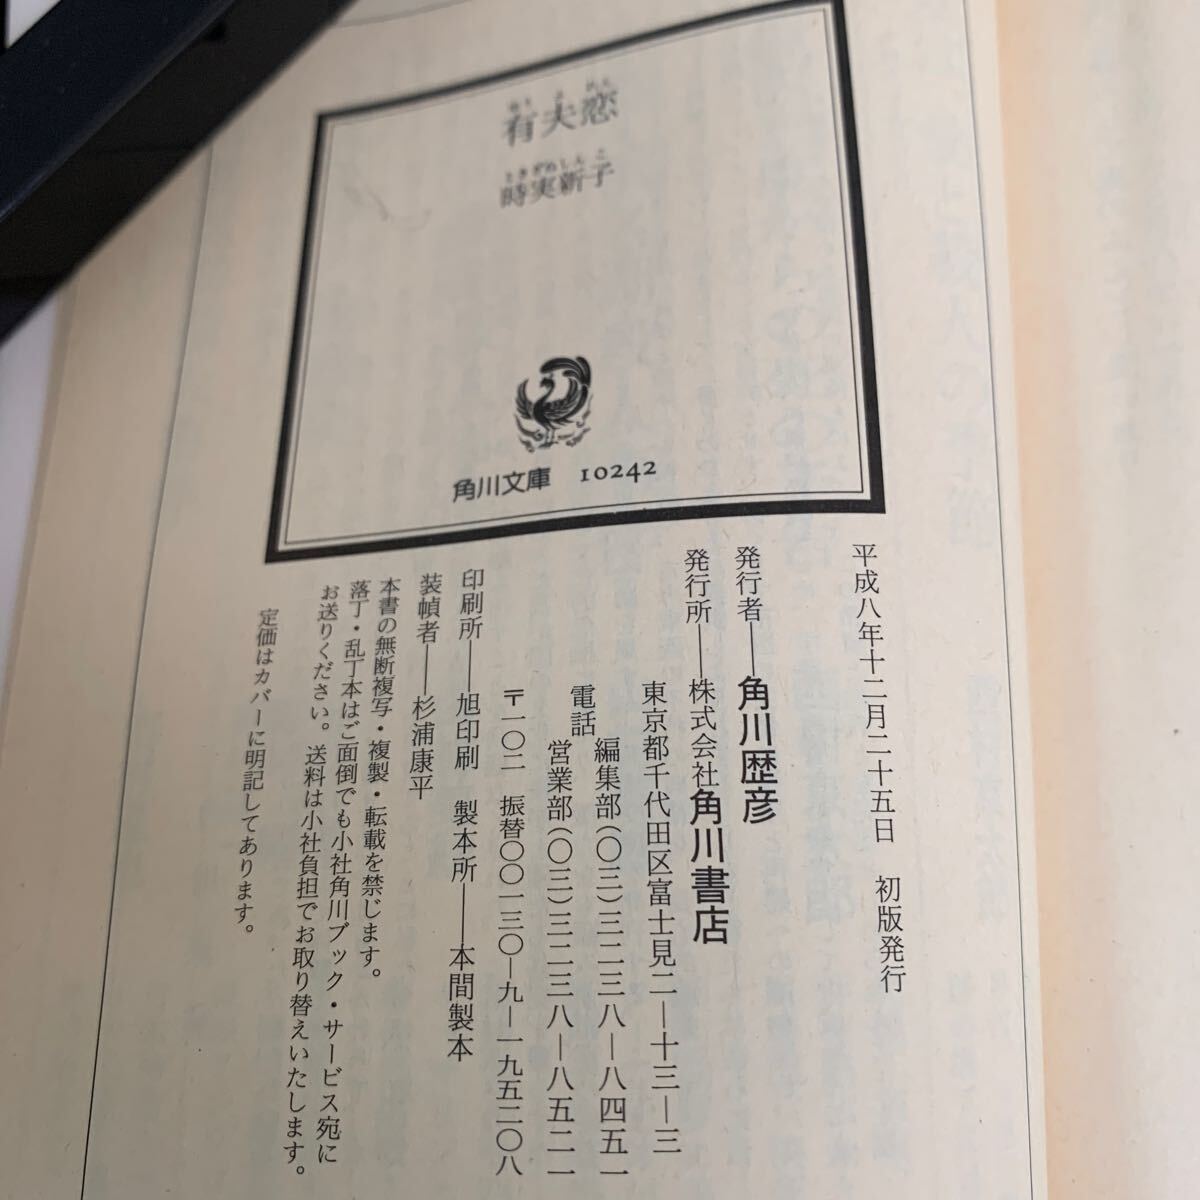 有夫恋
ときざねしんこ
時実新子
角川文庫 10242
平成八年十二月二十五日 初版発行
発行者——角川歴彦
発行所——株式会社角川書店
東京都千代田区富士見二―十三―三
電話 編集部(〇三)三二三八―八四五一
営業部(〇三)三二三八―八五二一
〒一〇二 振替〇〇一三〇―九―一九五二〇八
印刷所——旭印刷 製本所——本間製本
装幀者——杉浦康平
本書の無断複写・複製・転載を禁じます。
落丁・乱丁本はご面倒でも小社角川ブック・サービス宛に
お送りください。送料は小社負担でお取り替えいたします。
定価はカバーに明記してあります。